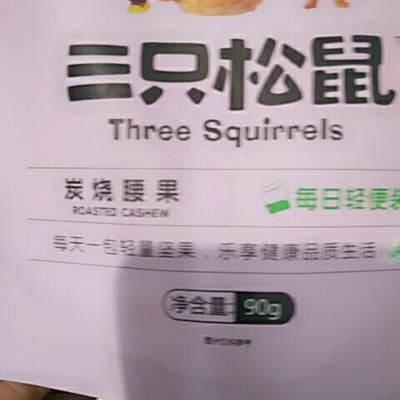 三只松鼠
Three Squirrels
炭烧腰果
ROASTED CASHEW
每日轻便装
每天一包轻量坚果，乐享健康品质生活
净含量: 90g